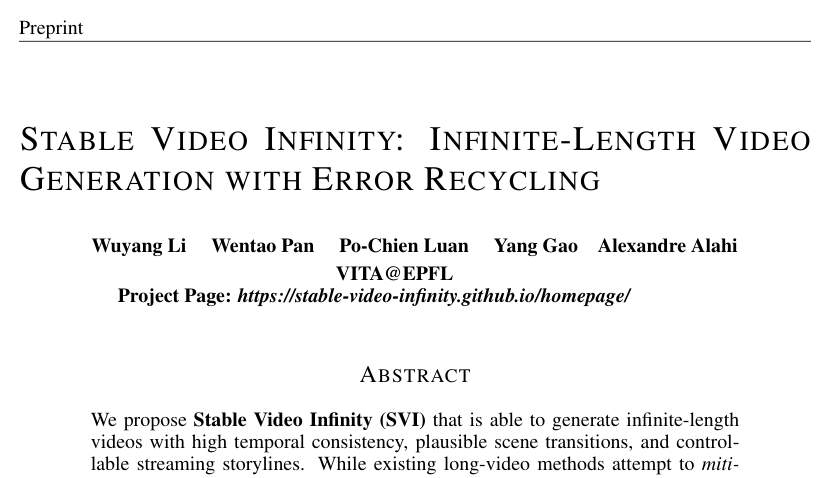 Preprint
STABLE VIDEO INFINITY: INFINITE-LENGTH VIDEO
GENERATION WITH ERROR RECYCLING
Wuyang Li Wentao Pan Po-Chien Luan Yang Gao Alexandre Alahi
VITA@EPFL
Project Page: https://stable-video-infinity.github.io/homepage/
ABSTRACT
We propose Stable Video Infinity (SVI) that is able to generate infinite-length
videos with high temporal consistency, plausible scene transitions, and control-
lable streaming storylines. While existing long-video methods attempt to miti-